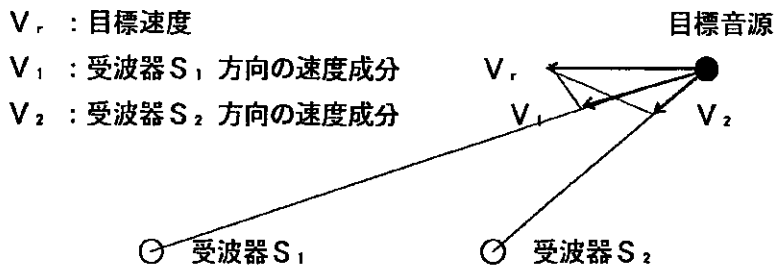 Vr ：目標速度
目標音源
V1 ：受波器S1 方向の速度成分
Vr
V2 ：受波器S2 方向の速度成分
V1
V2
受波器S1
受波器S2